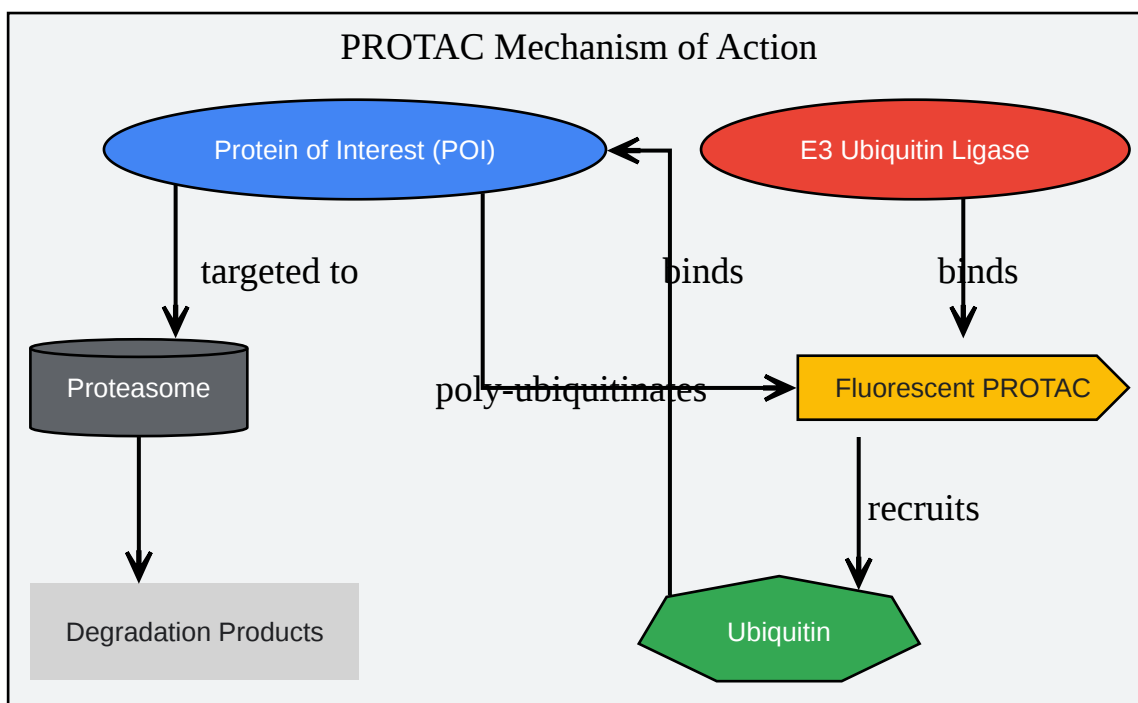 PROTAC Mechanism of Action
Protein of Interest (POI)
E3 Ubiquitin Ligase
targeted to
binds
binds
Proteasome
poly-ubiquitinates
Fluorescent PROTAC
recruits
Degradation Products
Ubiquitin